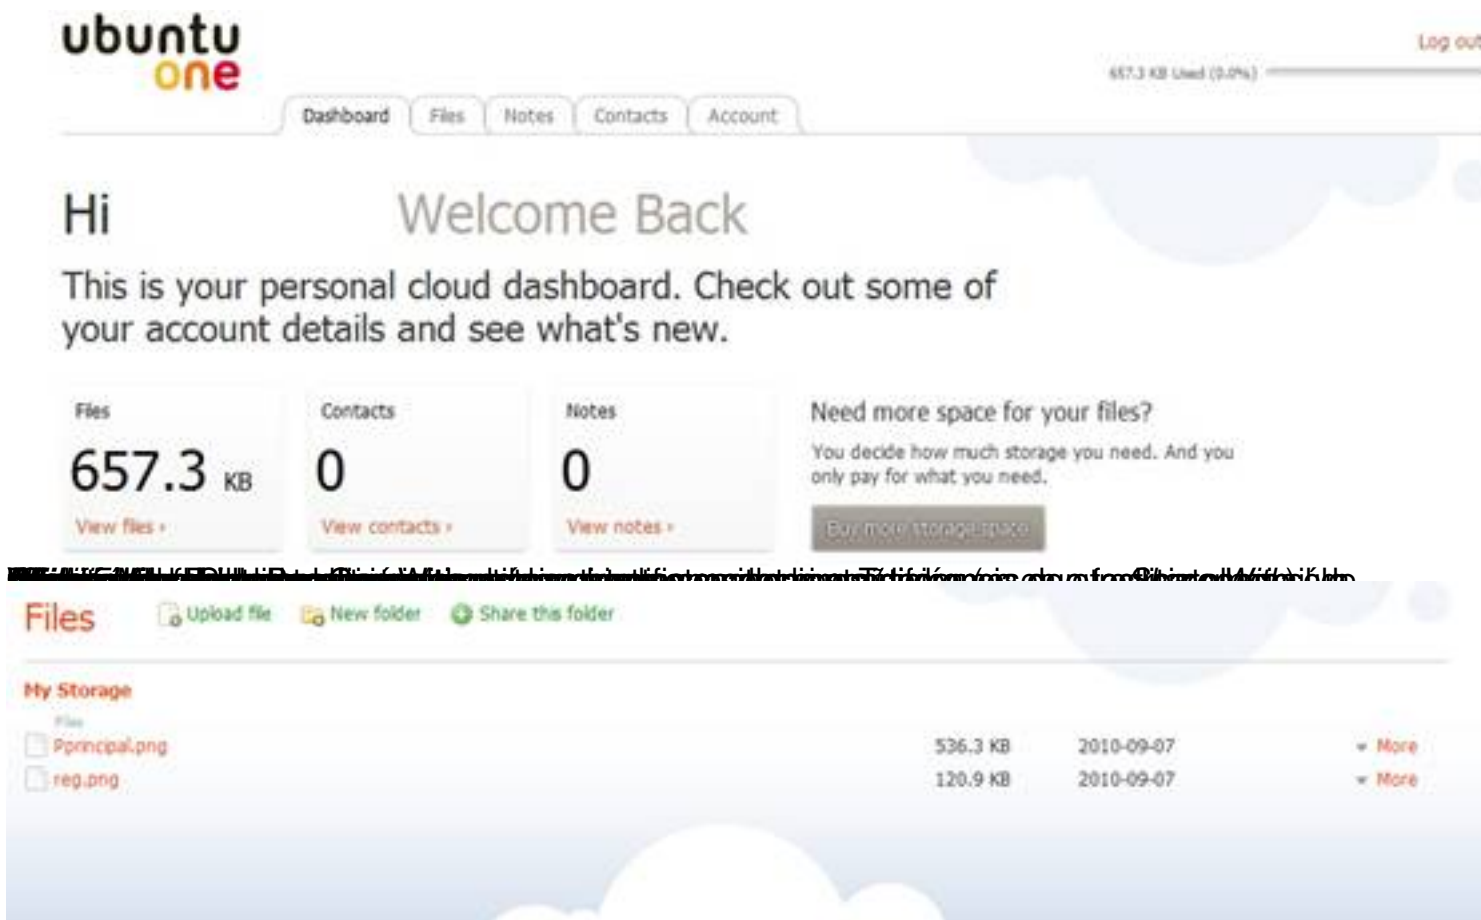 ubuntu
one
Log out
657.3 KB Used (0.0%)
Dashboard Files Notes Contacts Account
Hi Welcome Back
This is your personal cloud dashboard. Check out some of
your account details and see what's new.
Files
657.3 KB
View files ›
Contacts
0
View contacts ›
Notes
0
View notes ›
Need more space for your files?
You decide how much storage you need. And you
only pay for what you need.
Buy more storage space
Files Upload file New folder Share this folder
My Storage
Files
Pprincipal.png 536.3 KB 2010-09-07 More
reg.png 120.9 KB 2010-09-07 More